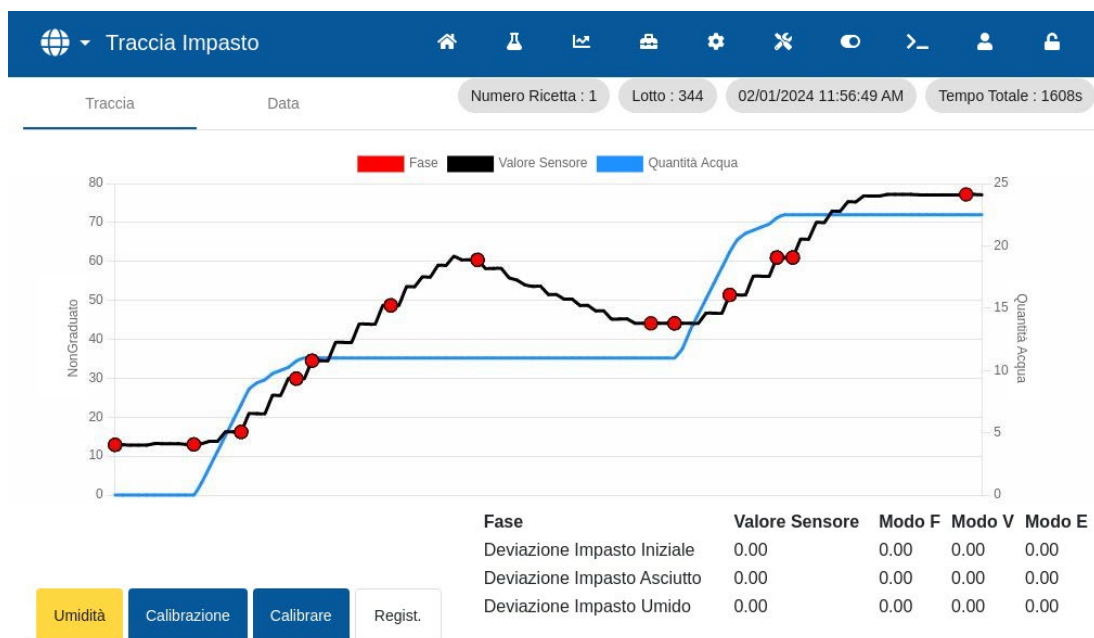 Traccia Impasto
Traccia Data Numero Ricetta : 1 Lotto : 344 02/01/2024 11:56:49 AM Tempo Totale : 1608s
Fase Valore Sensore Quantità Acqua
80 25
70
60 20
50 15
40
30 10
20 5
10
0 0
NonGraduato
Quantità Acqua
Fase Valore Sensore Modo F Modo V Modo E
Deviazione Impasto Iniziale 0.00 0.00 0.00 0.00
Deviazione Impasto Asciutto 0.00 0.00 0.00 0.00
Deviazione Impasto Umido 0.00 0.00 0.00 0.00
Umidità Calibrazione Calibrare Regist.